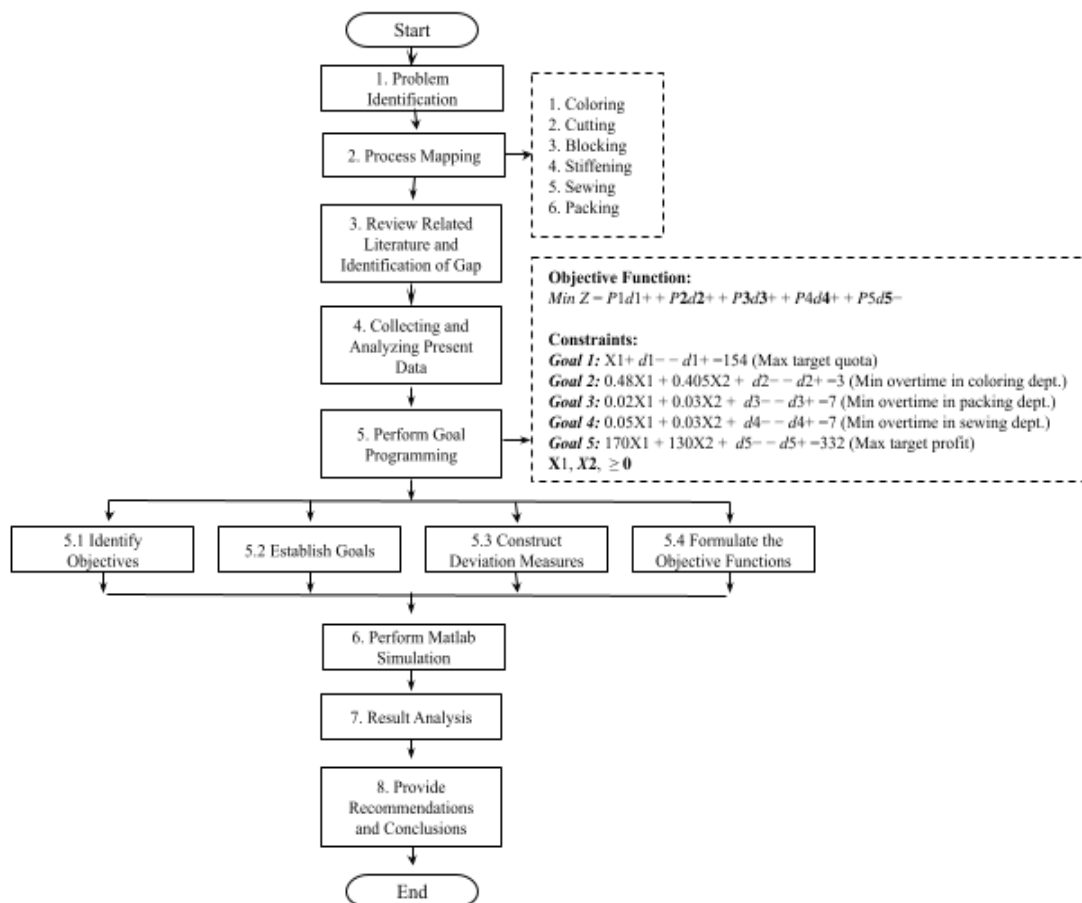 Start
1. Problem
Identification
2. Process Mapping
1. Coloring
2. Cutting
3. Blocking
4. Stiffening
5. Sewing
6. Packing
3. Review Related
Literature and
Identification of Gap
4. Collecting and
Analyzing Present
Data
5. Perform Goal
Programming
Objective Function:
Min Z = P1d1+ + P2d2+ + P3d3+ + P4d4+ + P5d5−
Constraints:
Goal 1: X1+ d1− − d1+ =154 (Max target quota)
Goal 2: 0.48X1 + 0.405X2 + d2− − d2+ =3 (Min overtime in coloring dept.)
Goal 3: 0.02X1 + 0.03X2 + d3− − d3+ =7 (Min overtime in packing dept.)
Goal 4: 0.05X1 + 0.03X2 + d4− − d4+ =7 (Min overtime in sewing dept.)
Goal 5: 170X1 + 130X2 + d5− − d5+ =332 (Max target profit)
X1, X2, ≥ 0
5.1 Identify
Objectives
5.2 Establish Goals
5.3 Construct
Deviation Measures
5.4 Formulate the
Objective Functions
6. Perform Matlab
Simulation
7. Result Analysis
8. Provide
Recommendations
and Conclusions
End